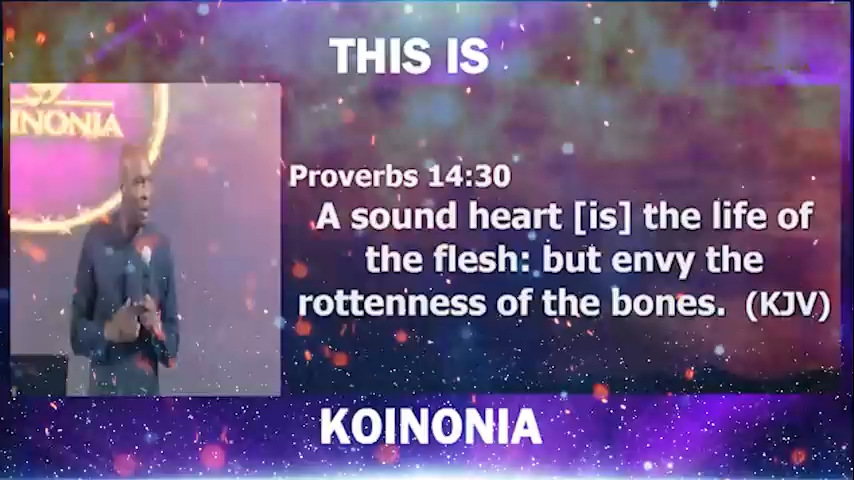 THIS IS
INONIA
Proverbs 14:30
A sound heart [is] the life of
the flesh: but envy the
rottenness of the bones. (KJV)
KOINONIA